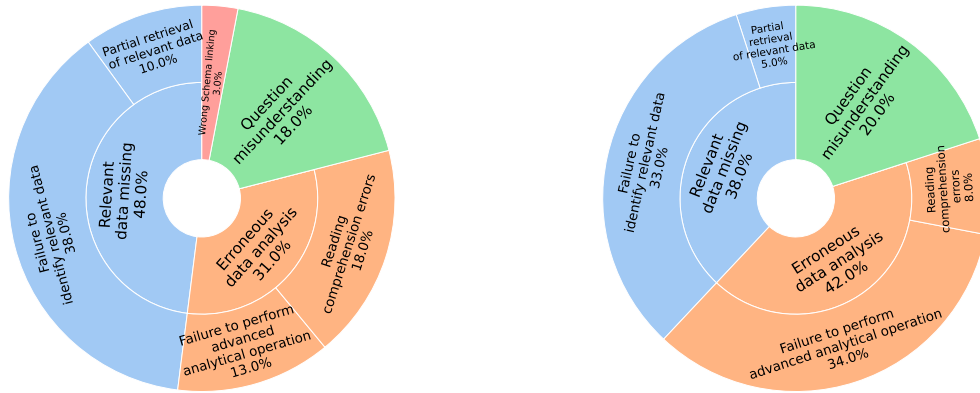 Partial retrieval
of relevant data
10.0%
Wrong Schema linking
3.0%
Question
misunderstanding
18.0%
Relevant
data missing
48.0%
Failure to
identify relevant data
38.0%
Erroneous
data analysis
31.0%
Reading
comprehension errors
18.0%
Failure to perform
advanced
analytical operation
13.0%
Partial
retrieval
of relevant data
5.0%
Question
misunderstanding
20.0%
Failure to
identify relevant data
33.0%
Relevant
data missing
38.0%
Reading
comprehension
errors
8.0%
Erroneous
data analysis
42.0%
Failure to perform
advanced analytical operation
34.0%